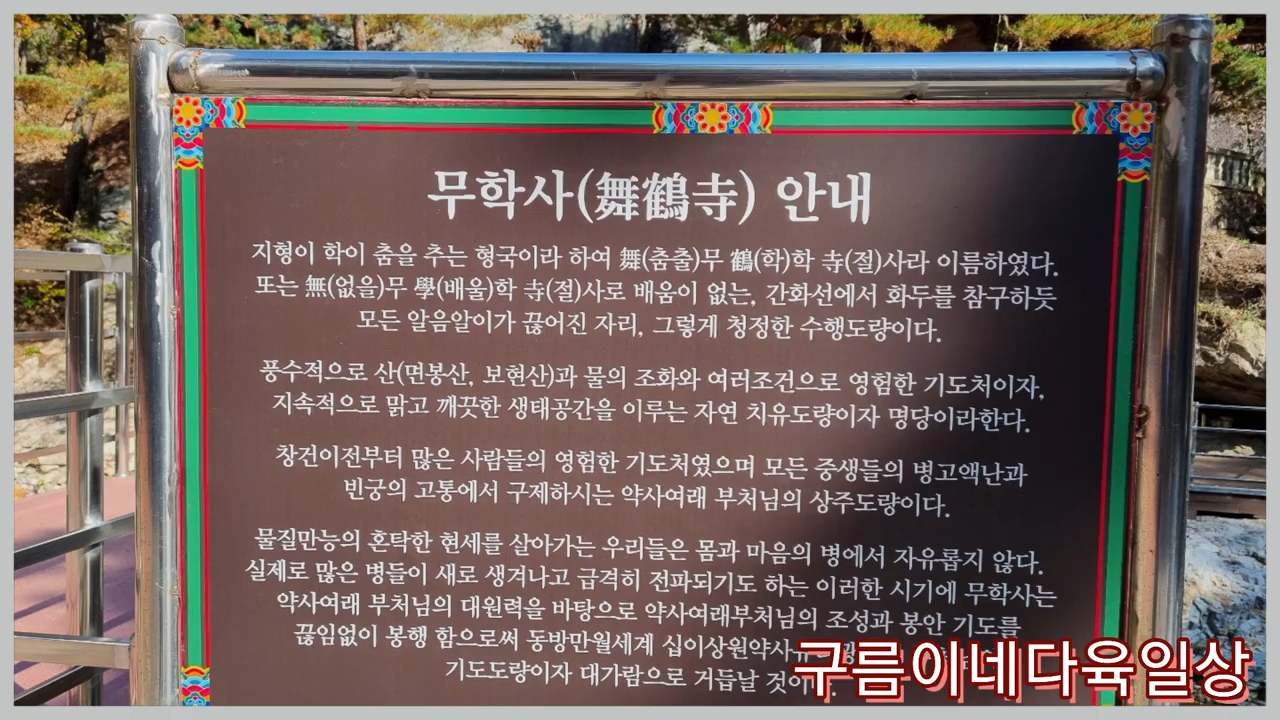 무학사(舞鶴寺) 안내
지형이 학이 춤을 추는 형국이라 하여 舞(춤출)무 鶴(학)학 寺(절)사라 이름하였다.
또는 無(없을)무 學(배울)학 寺(절)사로 배움이 없는, 간화선에서 화두를 참구하듯
모든 알음알이가 끊어진 자리, 그렇게 청정한 수행도량이다.
풍수적으로 산(면봉산, 보현산)과 물의 조화와 여러조건으로 영험한 기도처이자,
지속적으로 맑고 깨끗한 생태공간을 이루는 자연 치유도량이자 명당이라한다.
창건이전부터 많은 사람들의 영험한 기도처였으며 모든 중생들의 병고액난과
빈궁의 고통에서 구제하시는 약사여래 부처님의 상주도량이다.
물질만능의 혼탁한 현세를 살아가는 우리들은 몸과 마음의 병에서 자유롭지 않다.
실제로 많은 병들이 새로 생겨나고 급격히 전파되기도 하는 이러한 시기에 무학사는
약사여래 부처님의 대원력을 바탕으로 약사여래부처님의 조성과 봉안 기도를
끊임없이 봉행 함으로써 동방만월세계 십이상원약사
기도도량이자 대가람으로 거듭날
구름이네다육일상